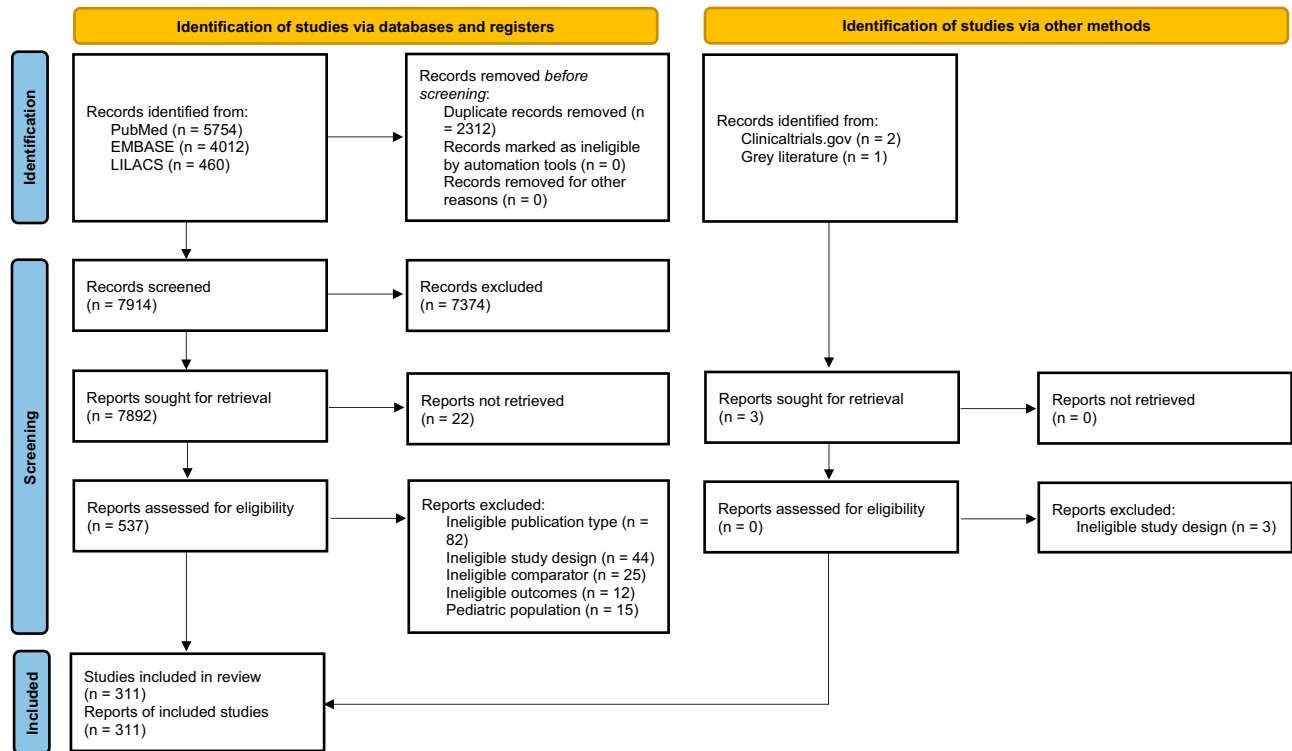 Identification of studies via databases and registers
Identification of studies via other methods
Identification
Records identified from:
PubMed (n = 5754)
EMBASE (n = 4012)
LILACS (n = 460)
Records removed before
screening:
Duplicate records removed (n
= 2312)
Records marked as ineligible
by automation tools (n = 0)
Records removed for other
reasons (n = 0)
Records identified from:
Clinicaltrials.gov (n = 2)
Grey literature (n = 1)
Screening
Records screened
(n = 7914)
Records excluded
(n = 7374)
Reports sought for retrieval
(n = 7892)
Reports not retrieved
(n = 22)
Reports sought for retrieval
(n = 3)
Reports not retrieved
(n = 0)
Reports assessed for eligibility
(n = 537)
Reports excluded:
Ineligible publication type (n =
82)
Ineligible study design (n = 44)
Ineligible comparator (n = 25)
Ineligible outcomes (n = 12)
Pediatric population (n = 15)
Reports assessed for eligibility
(n = 0)
Reports excluded:
Ineligible study design (n = 3)
Included
Studies included in review
(n = 311)
Reports of included studies
(n = 311)